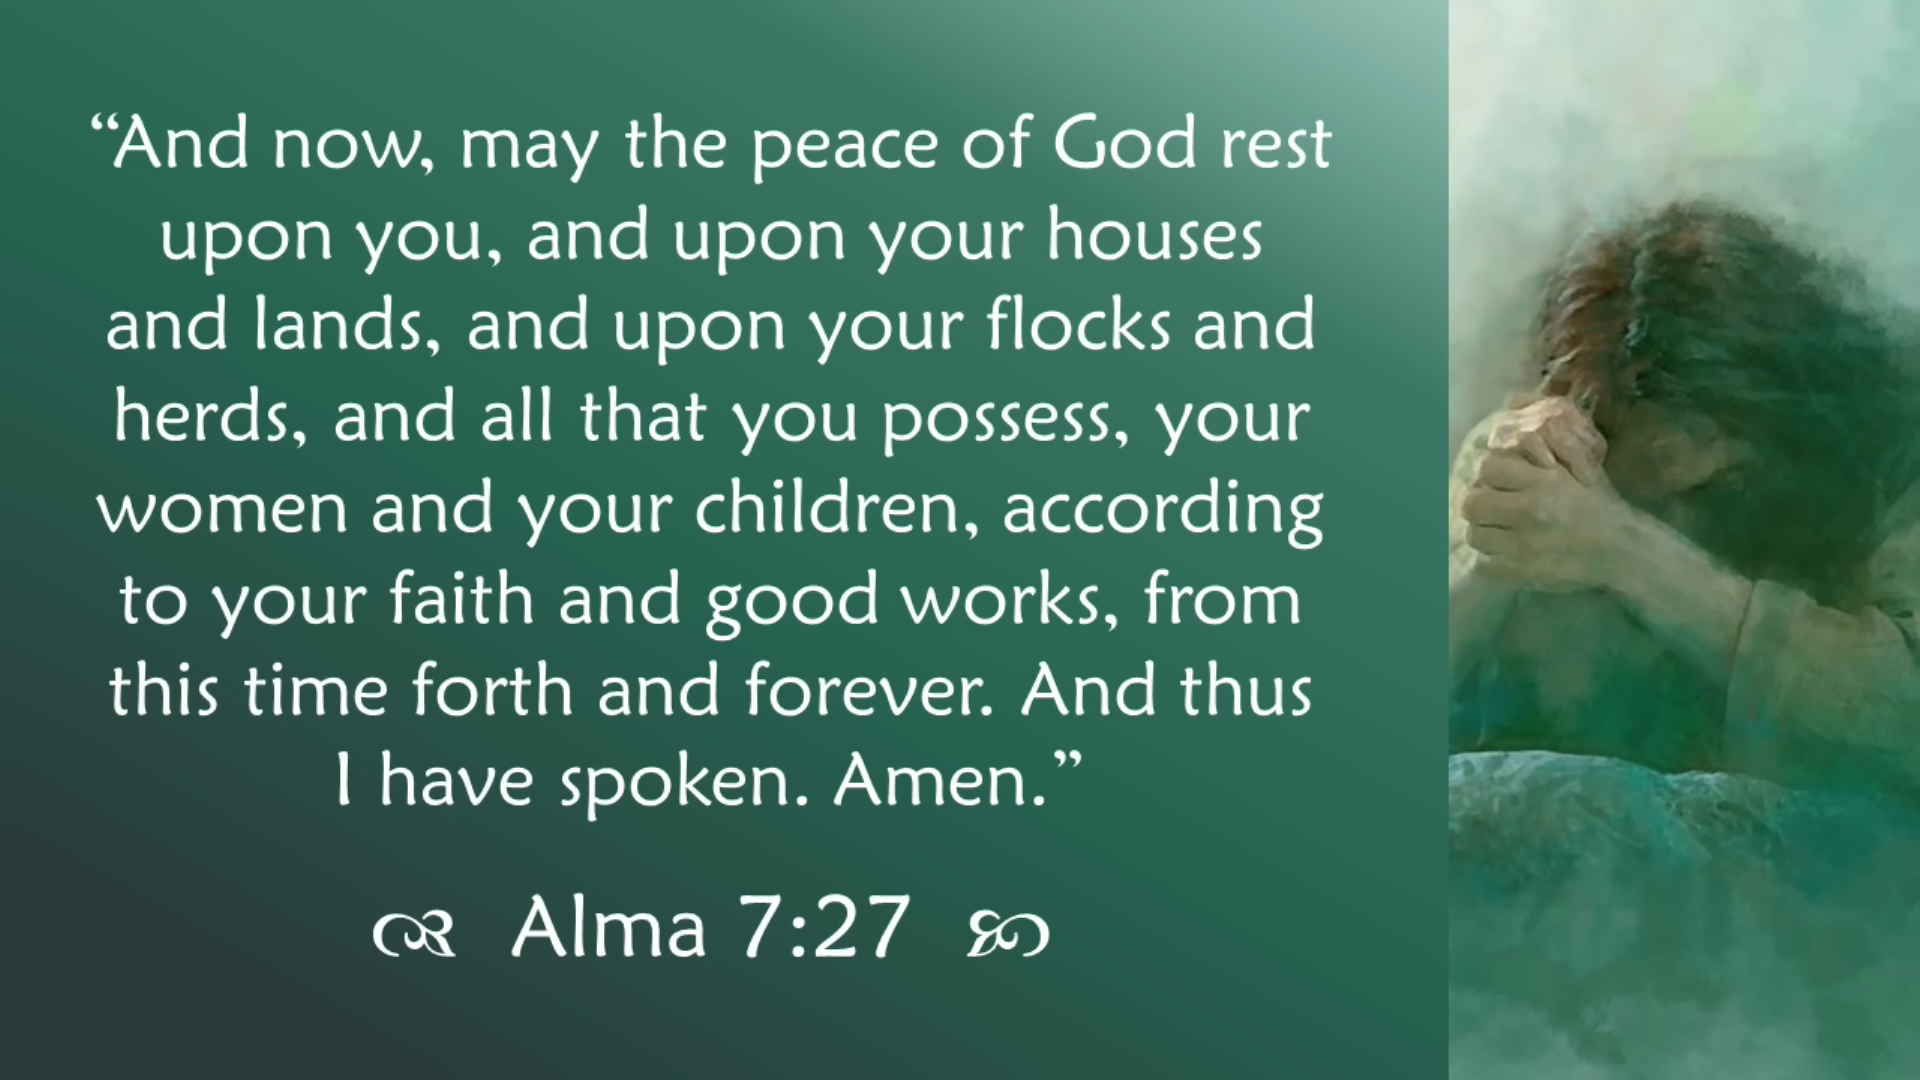 “And now, may the peace of God rest
upon you, and upon your houses
and lands, and upon your flocks and
herds, and all that you possess, your
women and your children, according
to your faith and good works, from
this time forth and forever. And thus
I have spoken. Amen.”
Alma 7:27